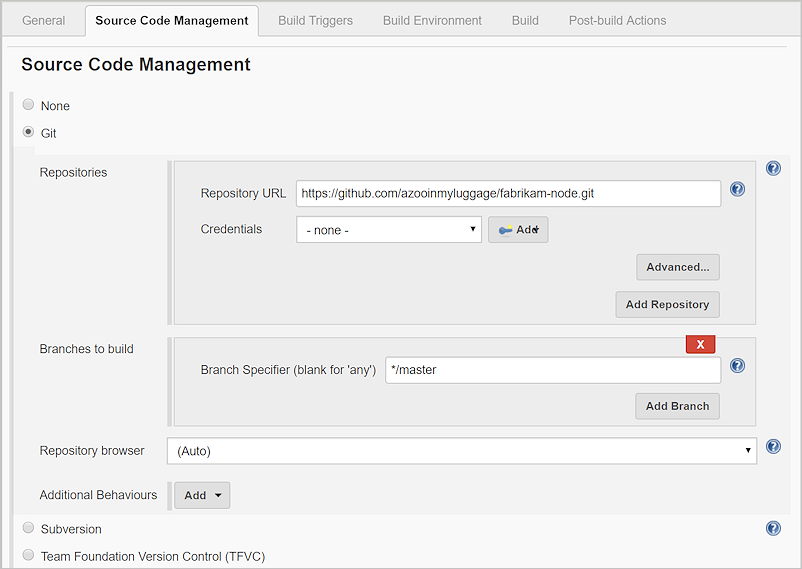 General Source Code Management Build Triggers Build Environment Build Post-build Actions
Source Code Management
None
Git
Repositories
Repository URL https://github.com/azooinmyluggage/fabrikam-node.git
Credentials - none - Add
Advanced...
Add Repository
Branches to build
X
Branch Specifier (blank for 'any') */master
Add Branch
Repository browser (Auto)
Additional Behaviours Add
Subversion
Team Foundation Version Control (TFVC)